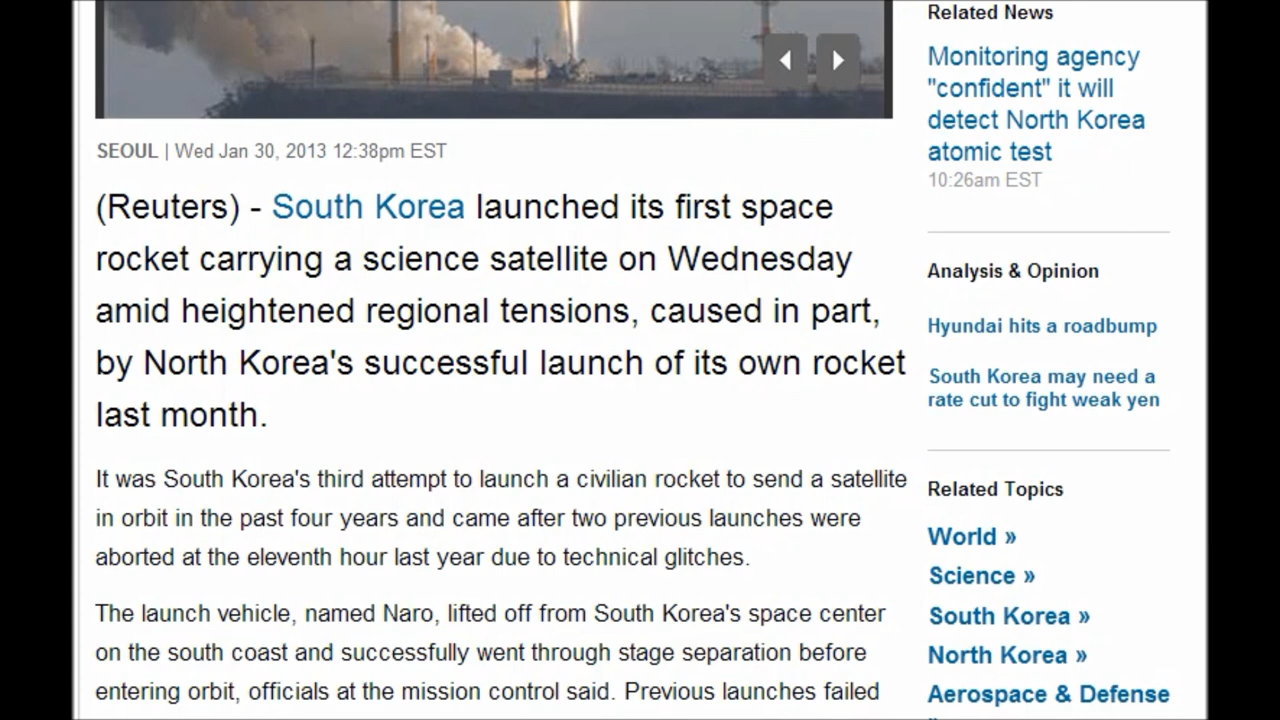 SEOUL | Wed Jan 30, 2013 12:38pm EST
(Reuters) - South Korea launched its first space
rocket carrying a science satellite on Wednesday
amid heightened regional tensions, caused in part,
by North Korea's successful launch of its own rocket
last month.
It was South Korea's third attempt to launch a civilian rocket to send a satellite
in orbit in the past four years and came after two previous launches were
aborted at the eleventh hour last year due to technical glitches.
The launch vehicle, named Naro, lifted off from South Korea's space center
on the south coast and successfully went through stage separation before
entering orbit, officials at the mission control said. Previous launches failed
Related News
Monitoring agency
"confident" it will
detect North Korea
atomic test
10:26am EST
Analysis & Opinion
Hyundai hits a roadbump
South Korea may need a
rate cut to fight weak yen
Related Topics
World »
Science »
South Korea »
North Korea »
Aerospace & Defense
»